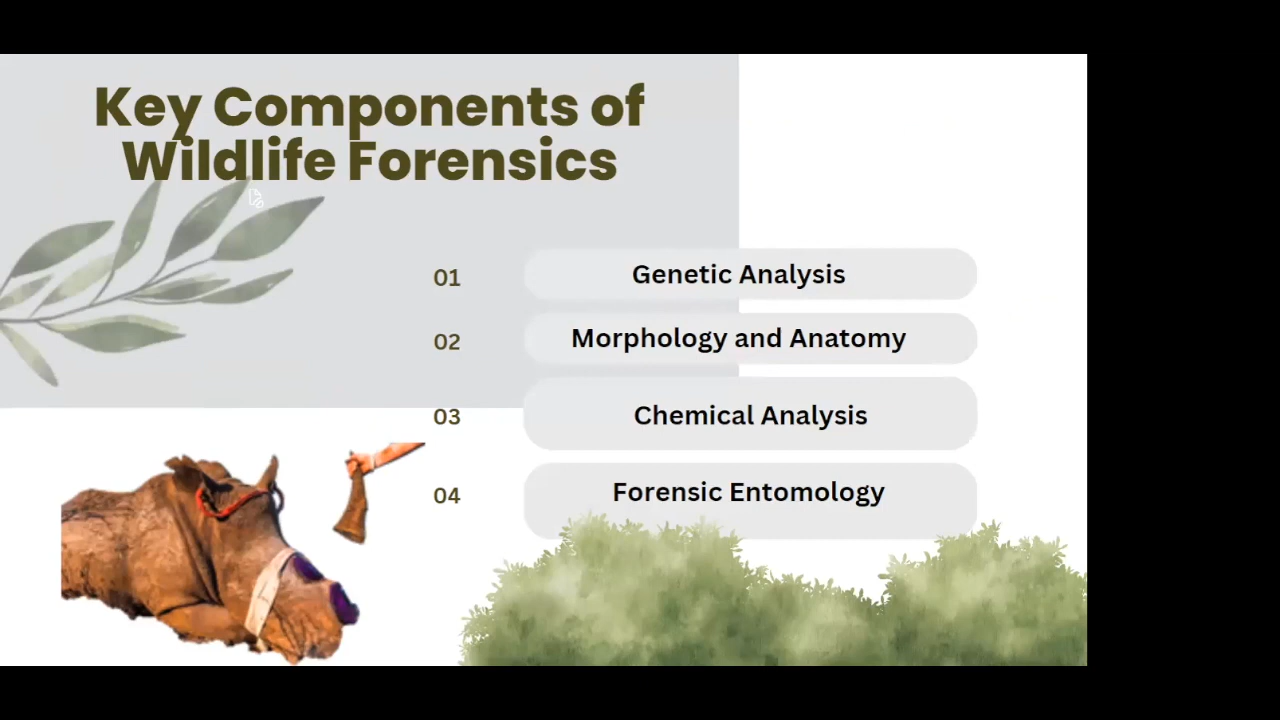 Key Components of
Wildlife Forensics
01 Genetic Analysis
02 Morphology and Anatomy
03 Chemical Analysis
04 Forensic Entomology